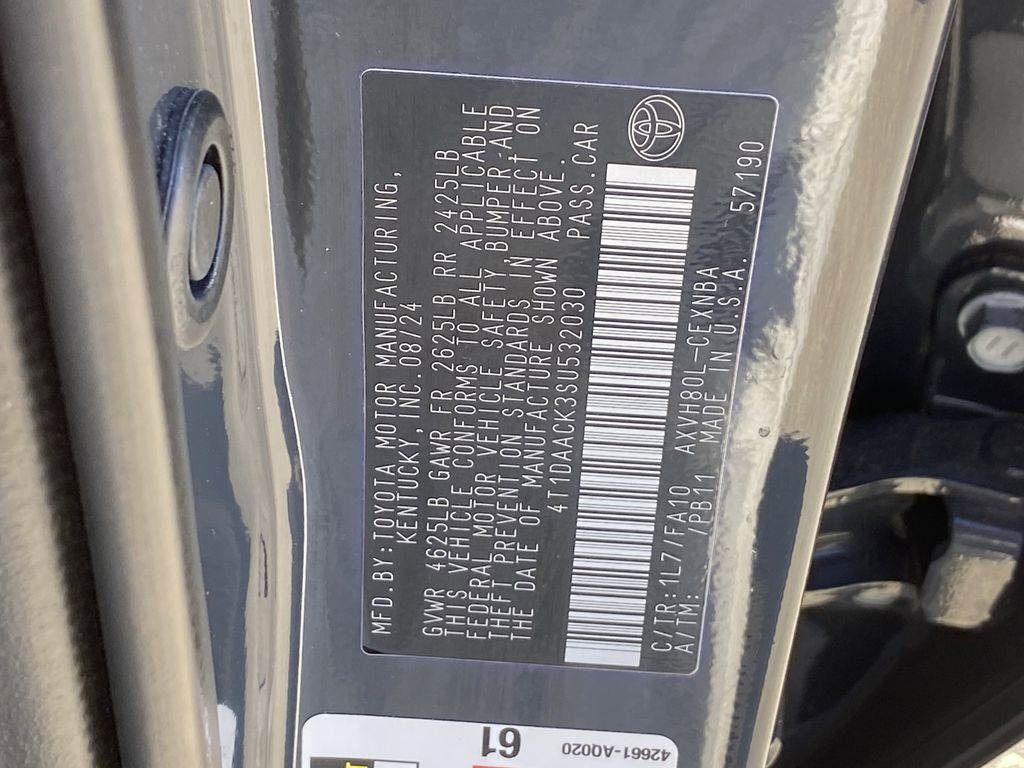 MFD.BY:TOYOTA MOTOR MANUFACTURING,
KENTUCKY,INC. 08/24
GVWR 4625LB GAWR FR 2625LB RR 2425LB
THIS VEHICLE CONFORMS TO ALL APPLICABLE
FEDERAL MOTOR VEHICLE SAFETY,BUMPER,AND
THEFT PREVENTION STANDARDS IN EFFECT ON
THE DATE OF MANUFACTURE SHOWN ABOVE.
4T1DAACK3SU532030 PASS.CAR
C/TR:1L7/FA10 AXVH80L-CEXNBA
A/TM: /PB11 MADE IN U.S.A. 57190
61
42661-A0020